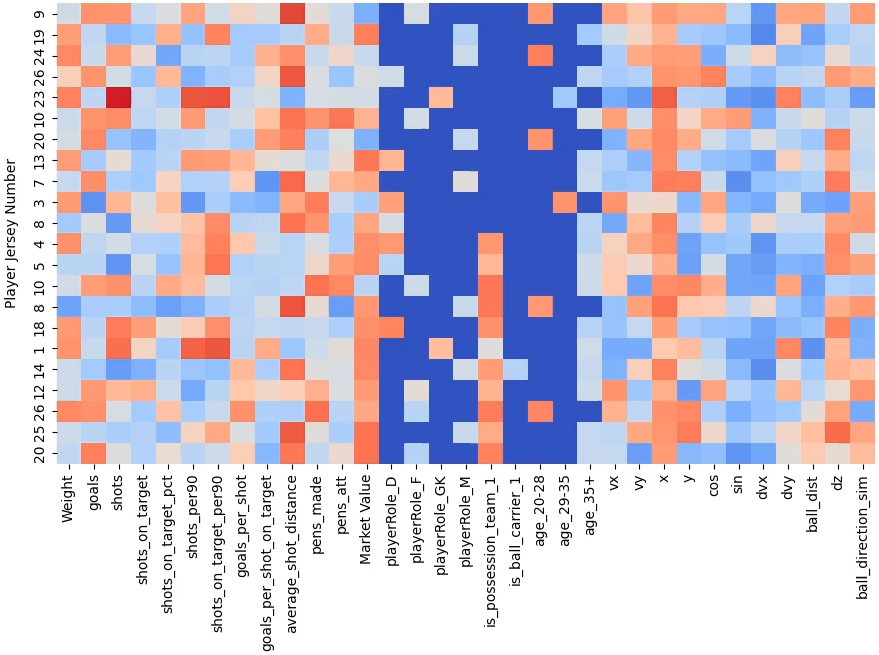 Player Jersey Number
9
19
24
26
23
10
20
13
7
3
8
4
5
10
8
18
1
14
12
26
25
20
Weight
goals
shots
shots_on_target
shots_on_target_pct
shots_per90
shots_on_target_per90
goals_per_shot
goals_per_shot_on_target
average_shot_distance
pens_made
pens_att
Market Value
playerRole_D
playerRole_F
playerRole_GK
playerRole_M
is_possession_team_1
is_ball_carrier_1
age_20-28
age_29-35
age_35+
vx
vy
x
y
cos
sin
dvx
dvy
ball_dist
dz
ball_direction_sim